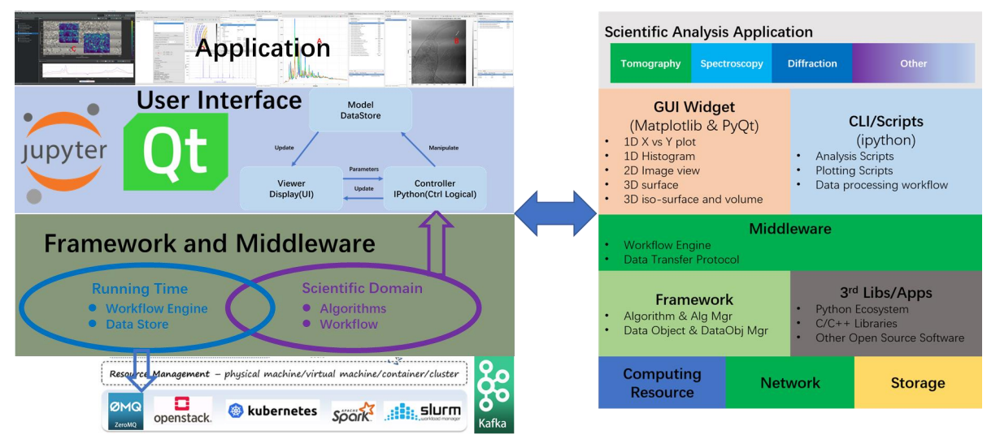 Application
A
B
C
User Interface
jupyter
Qt
Model
DataStore
Update
Manipulate
Viewer
Display(UI)
Parameters
Update
Controller
IPython(Ctrl Logical)
Framework and Middleware
Running Time
● Workflow Engine
● Data Store
Scientific Domain
● Algorithms
● Workflow
Resource Management – physical machine/virtual machine/container/cluster
ØMQ
ZeroMQ
openstack.
kubernetes
APACHE
Spark
slurm
workload manager
Kafka
Scientific Analysis Application
Tomography
Spectroscopy
Diffraction
Other
GUI Widget
(Matplotlib & PyQt)
• 1D X vs Y plot
• 1D Histogram
• 2D Image view
• 3D surface
• 3D iso-surface and volume
CLI/Scripts
(ipython)
• Analysis Scripts
• Plotting Scripts
• Data processing workflow
Middleware
• Workflow Engine
• Data Transfer Protocol
Framework
• Algorithm & Alg Mgr
• Data Object & DataObj Mgr
3rd Libs/Apps
• Python Ecosystem
• C/C++ Libraries
• Other Open Source Software
Computing
Resource
Network
Storage